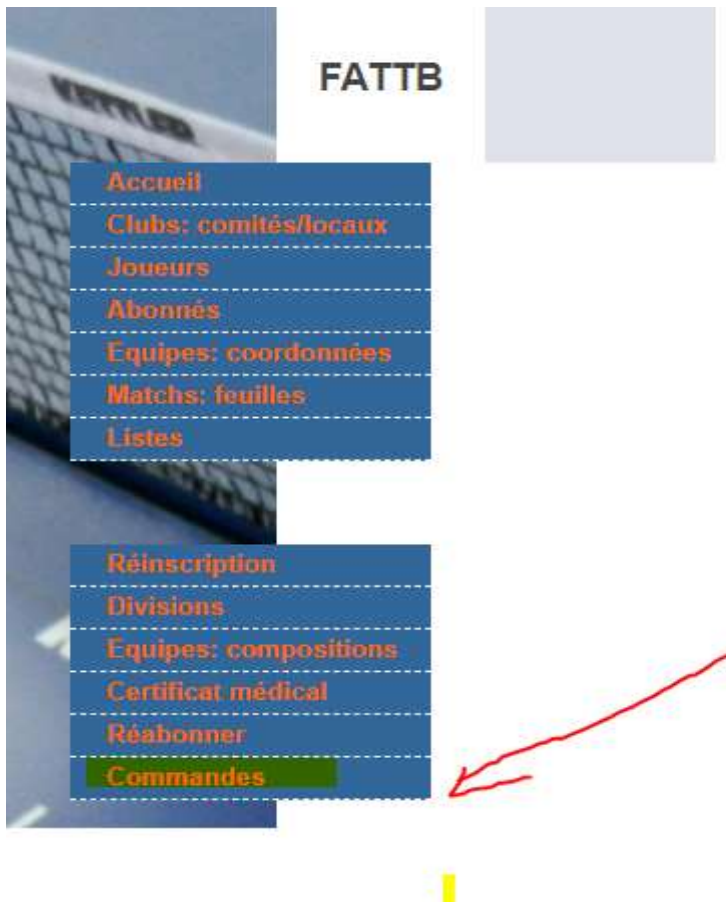 KETTLER
FATTB
Accueil
Clubs: comités/locaux
Joueurs
Abonnés
Equipes: coordonnées
Matchs: feuilles
Listes
Réinscription
Divisions
Equipes: compositions
Certificat médical
Réabonner
Commandes